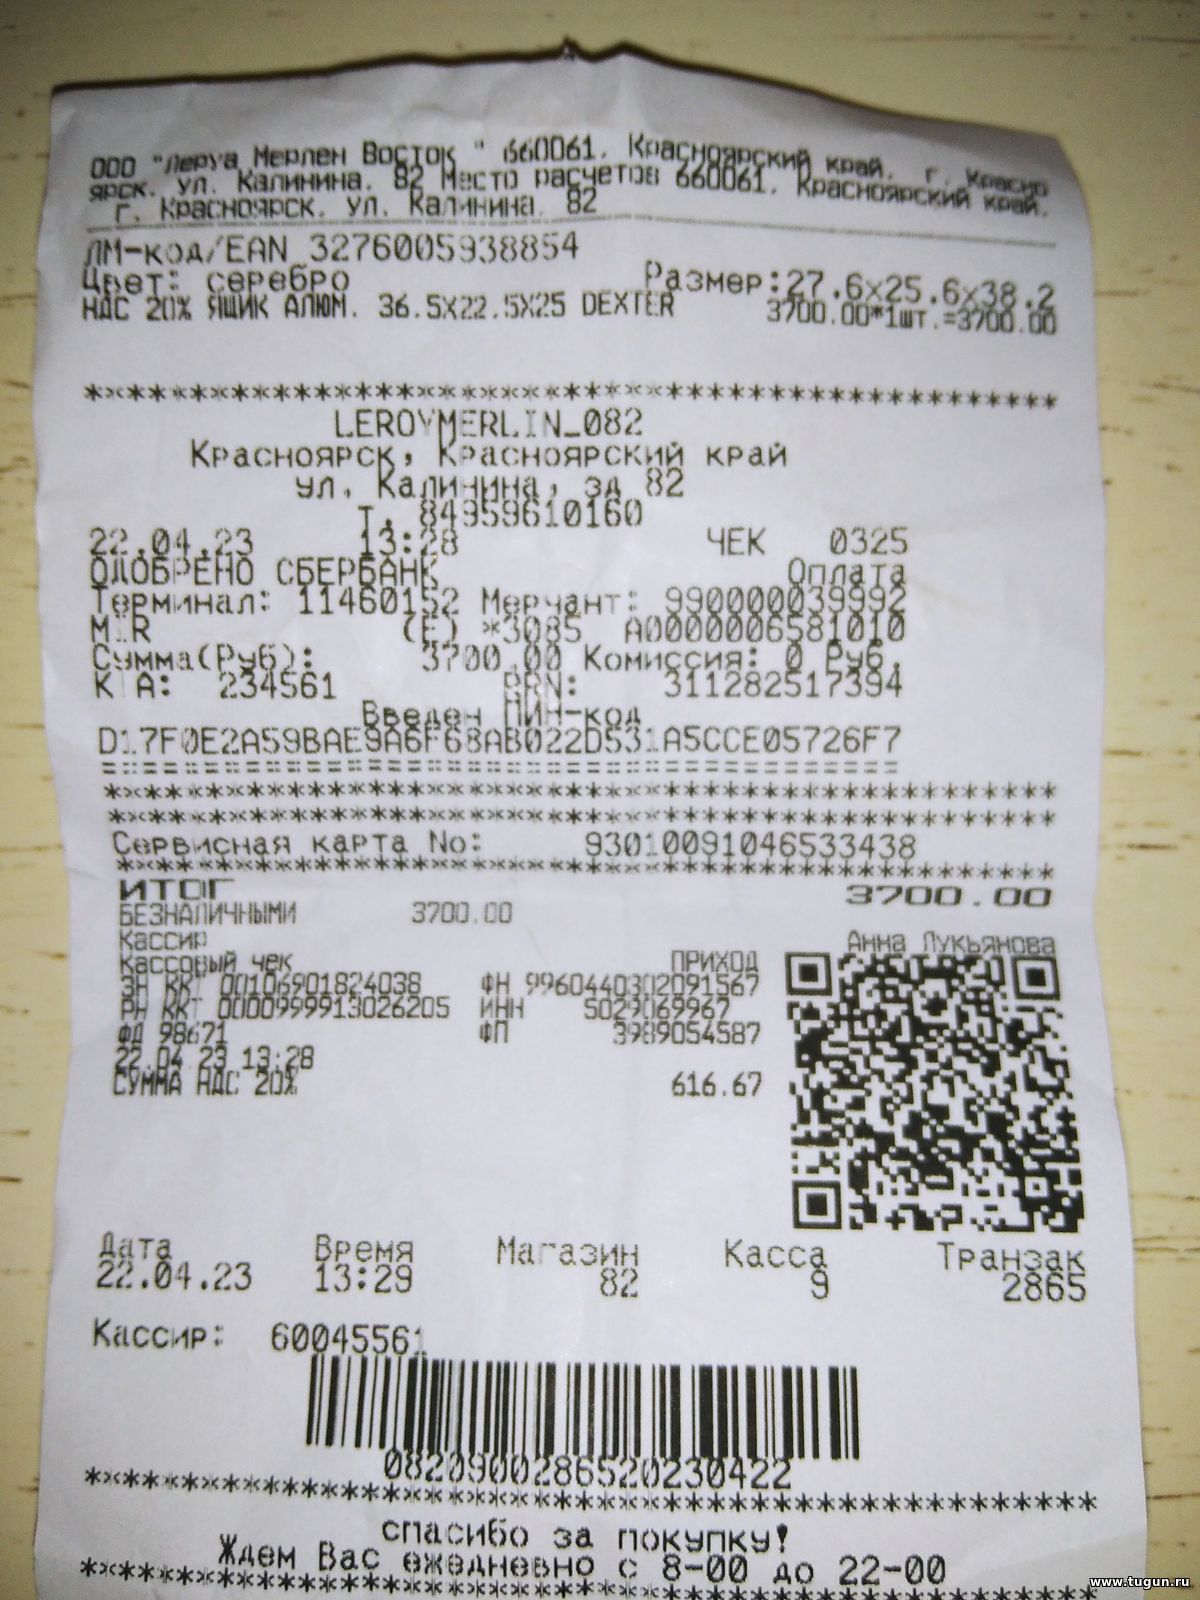 ООО "Леруа Мерлен Восток " 660061, Красноярский край, г. Красно
ярск, ул. Калинина, 82 Место расчетов 660061, Красноярский край,
г. Красноярск, ул. Калинина, 82
ЛМ-код/EAN 3276005938854
Цвет: серебро Размер:27.6x25.6x38.2
НДС 20% ЯЩИК АЛЮМ. 36.5X22.5X25 DEXTER 3700.00*1шт.=3700.00
****************************************
LEROYMERLIN_082
Красноярск, Красноярский край
ул. Калинина, зд 82
Т. 84959610160
22.04.23 13:28 ЧЕК 0325
ОДОБРЕНО СБЕРБАНК Оплата
Терминал: 11460152 Мерчант: 990000039992
MIR (E) *3085 A0000006581010
Сумма(Руб): 3700.00 Комиссия: 0 Руб.
К/А: 234561 RRN: 311282517394
Введен ПИН-код
D17F0E2A59BAE9A6F68AB022D531A5CCE05726F7
========================================
****************************************
****************************************
Сервисная карта No: 93010091046533438
****************************************
ИТОГ 3700.00
БЕЗНАЛИЧНЫМИ 3700.00
Кассир Анна Лукьянова
Кассовый чек ПРИХОД
ЗН ККТ 00106901824038 ФН 9960440302091567
РН ККТ 0000999913026205 ИНН 5029069967
ФД 98671 ФП 3989054587
22.04.23 13:28
СУММА НДС 20% 616.67
Дата Время Магазин Касса Транзак
22.04.23 13:29 82 9 2865
Кассир: 60045561
0820900286520230422
****************************************
спасибо за покупку!
Ждем Вас ежедневно с 8-00 до 22-00
****************************************
www.tugun.ru